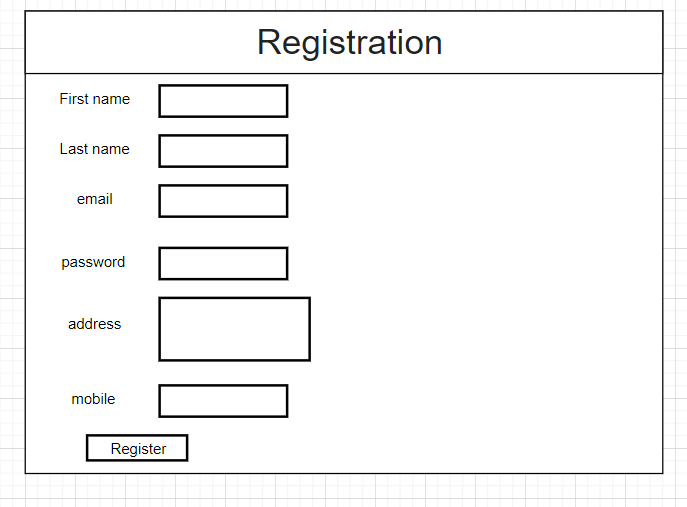 Registration
First name
Last name
email
password
address
mobile
Register